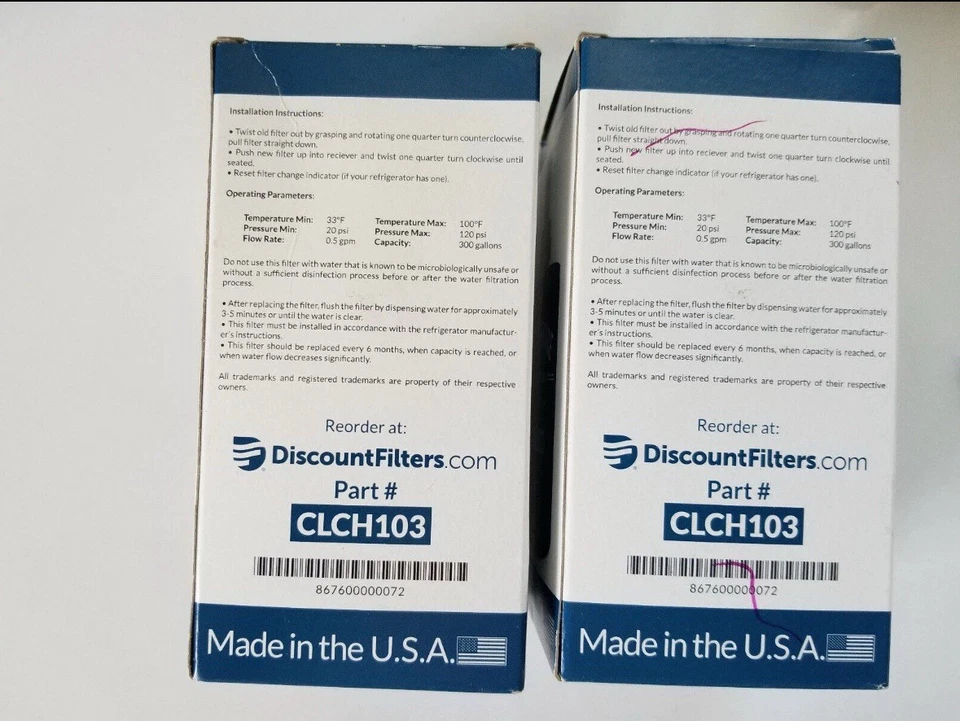 Installation Instructions:
• Twist old filter out by grasping and rotating one quarter turn counterclockwise,
pull filter straight down.
• Push new filter up into reciever and twist one quarter turn clockwise until
seated.
• Reset filter change indicator (if your refrigerator has one).
Operating Parameters:
Temperature Min: 33°F Temperature Max: 100°F
Pressure Min: 20 psi Pressure Max: 120 psi
Flow Rate: 0.5 gpm Capacity: 300 gallons
Do not use this filter with water that is known to be microbiologically unsafe or
without a sufficient disinfection process before or after the water filtration
process.
• After replacing the filter, flush the filter by dispensing water for approximately
3-5 minutes or until the water is clear.
• This filter must be installed in accordance with the refrigerator manufactur-
er's instructions.
• This filter should be replaced every 6 months, when capacity is reached, or
when water flow decreases significantly.
All trademarks and registered trademarks are property of their respective
owners.
Reorder at:
DiscountFilters.com
Part #
CLCH103
867600000072
Made in the U.S.A.
Installation Instructions:
• Twist old filter out by grasping and rotating one quarter turn counterclockwise,
pull filter straight down.
• Push new filter up into reciever and twist one quarter turn clockwise until
seated.
• Reset filter change indicator (if your refrigerator has one).
Operating Parameters:
Temperature Min: 33°F Temperature Max: 100°F
Pressure Min: 20 psi Pressure Max: 120 psi
Flow Rate: 0.5 gpm Capacity: 300 gallons
Do not use this filter with water that is known to be microbiologically unsafe or
without a sufficient disinfection process before or after the water filtration
process.
• After replacing the filter, flush the filter by dispensing water for approximately
3-5 minutes or until the water is clear.
• This filter must be installed in accordance with the refrigerator manufactur-
er's instructions.
• This filter should be replaced every 6 months, when capacity is reached, or
when water flow decreases significantly.
All trademarks and registered trademarks are property of their respective
owners.
Reorder at:
DiscountFilters.com
Part #
CLCH103
867600000072
Made in the U.S.A.